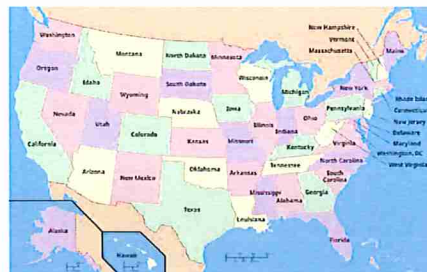 New Hampshire
Vermont
Massachusetts
Washington
Maine
Montana
North Dakota
Minnesota
Oregon
Idaho
South Dakota
Wisconsin
Michigan
New York
Wyoming
Rhode Island
Connecticut
New Jersey
Nebraska
Iowa
Pennsylvania
Nevada
Utah
Illinois
Indiana
Ohio
Delaware
Maryland
Washington, DC
West Virginia
California
Colorado
Kansas
Missouri
Kentucky
Virginia
North Carolina
Tennessee
Arizona
New Mexico
Oklahoma
Arkansas
South
Carolina
Mississippi
Alabama
Georgia
Texas
Louisiana
Alaska
Hawaii
Florida